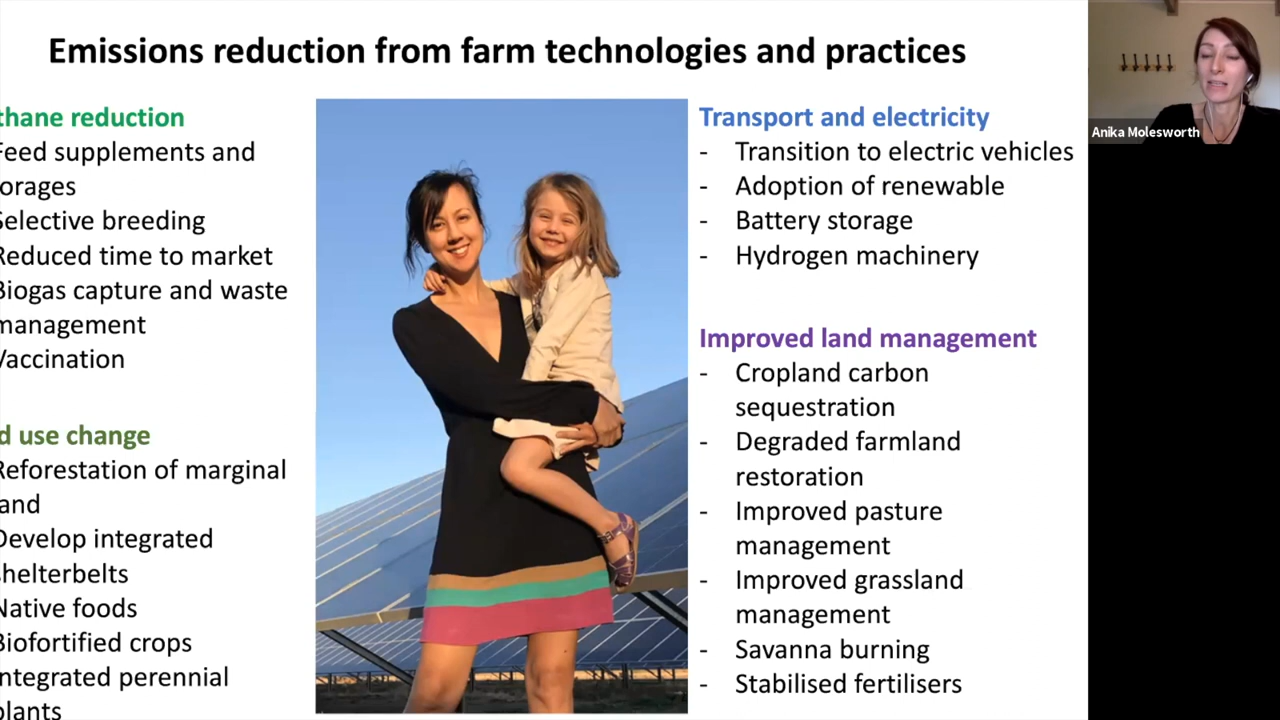 Emissions reduction from farm technologies and practices
thane reduction
Feed supplements and
orages
Selective breeding
Reduced time to market
Biogas capture and waste
management
Vaccination
d use change
Reforestation of marginal
and
Develop integrated
shelterbelts
Native foods
Biofortified crops
Integrated perennial
plants
Transport and electricity
- Transition to electric vehicles
- Adoption of renewable
- Battery storage
- Hydrogen machinery
Improved land management
- Cropland carbon
sequestration
- Degraded farmland
restoration
- Improved pasture
management
- Improved grassland
management
- Savanna burning
- Stabilised fertilisers
Anika Molesworth